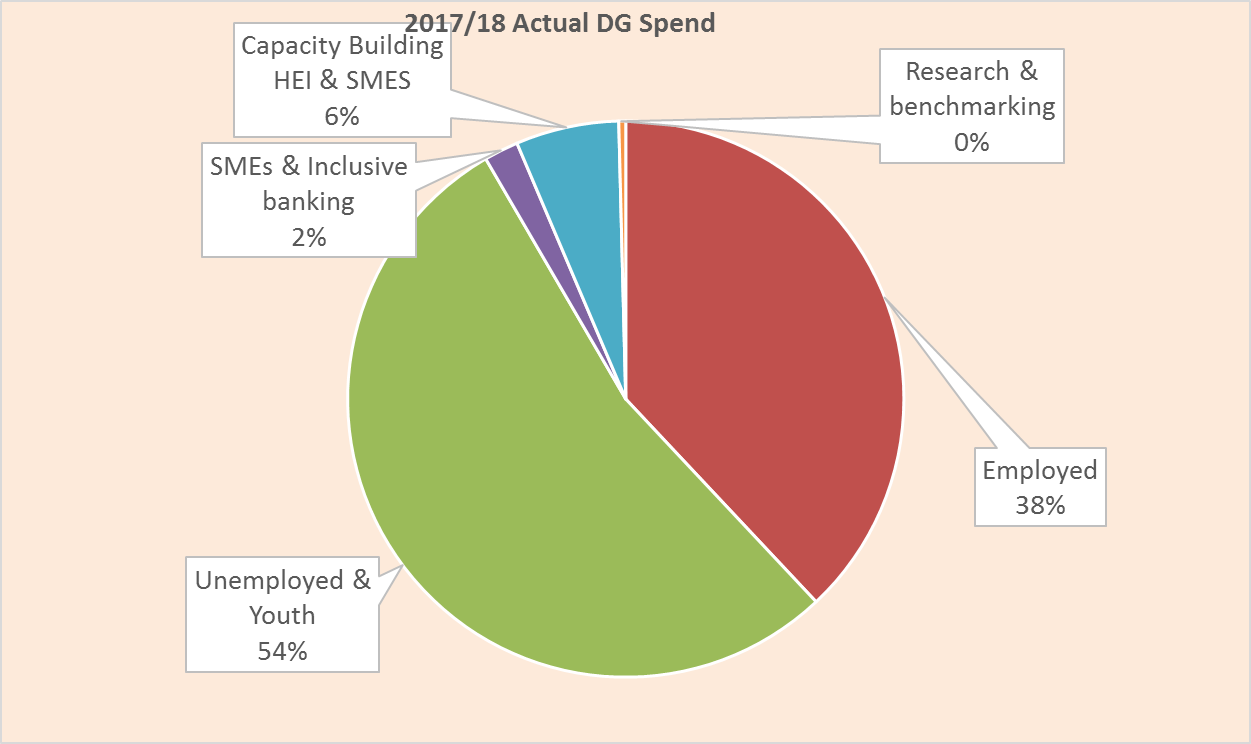 2017/18 Actual DG Spend
Capacity Building
HEI & SMES
6%
Research &
benchmarking
0%
SMEs & Inclusive
banking
2%
Employed
38%
Unemployed &
Youth
54%